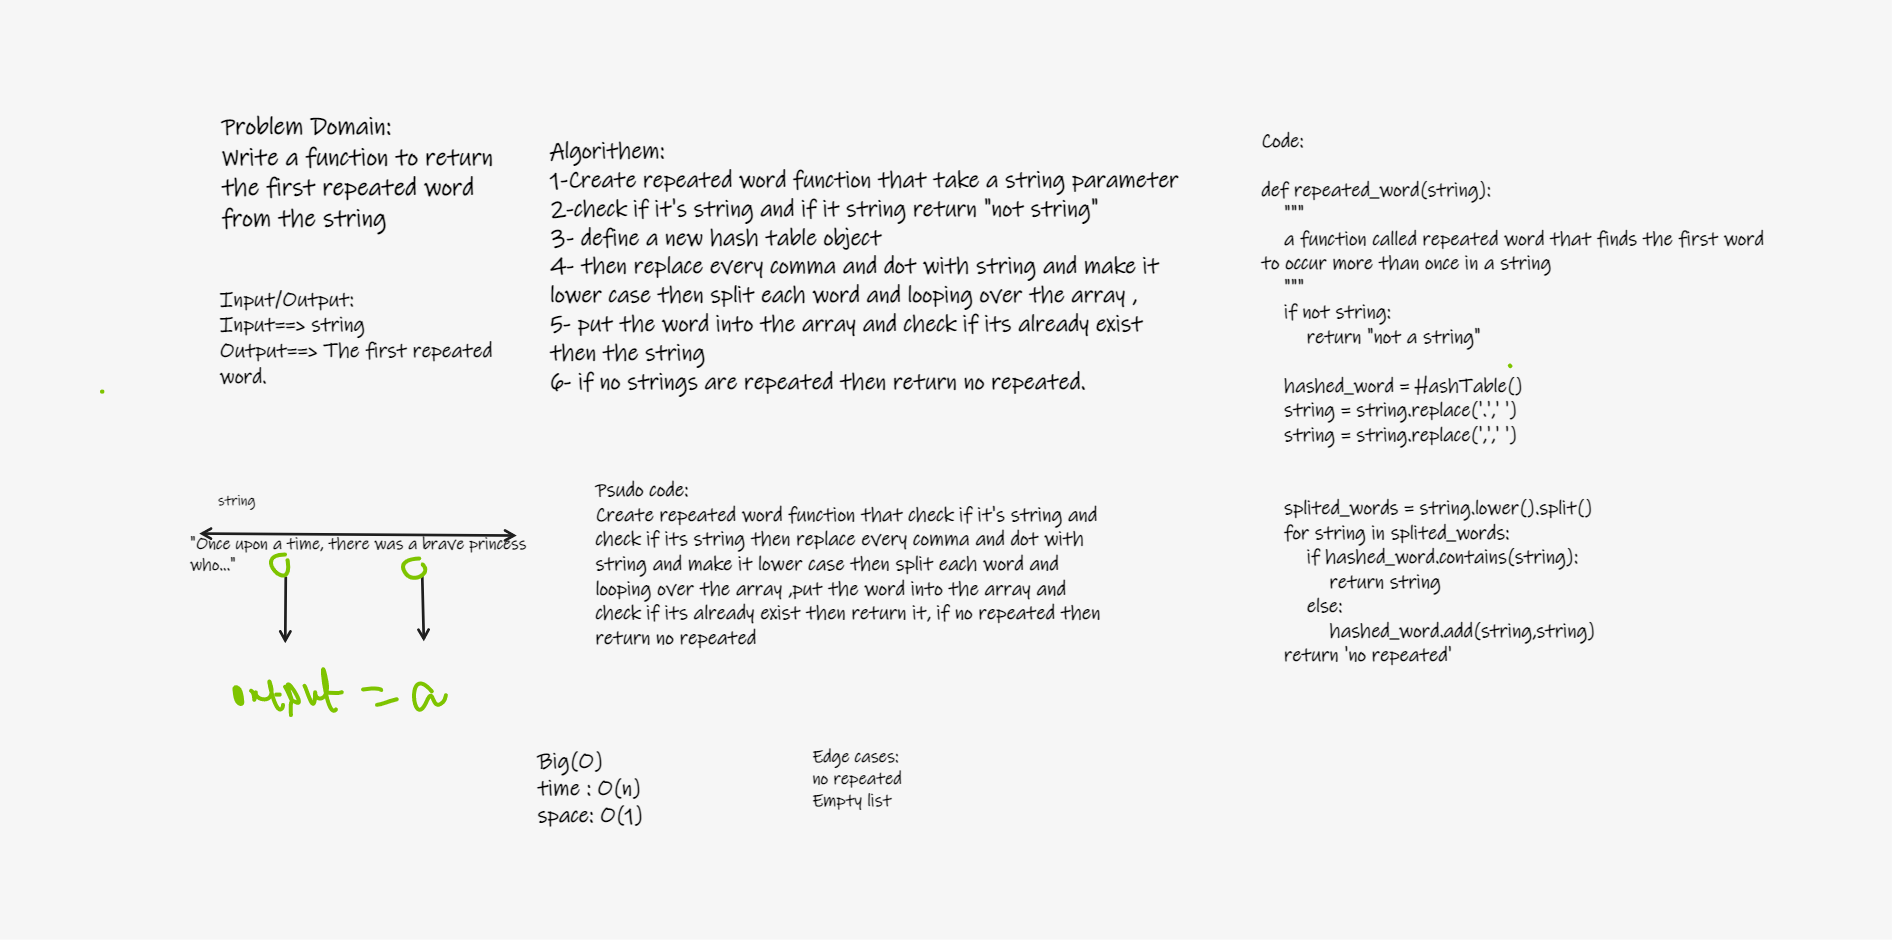 Problem Domain:
Write a function to return
the first repeated word
from the string
Input/Output:
Input==> string
Output==> The first repeated
word.
string
"Once upon a time, there was a brave princess
who..."
output = a
Algorithem:
1-Create repeated word function that take a string parameter
2-check if it's string and if it string return "not string"
3- define a new hash table object
4- then replace every comma and dot with string and make it
lower case then split each word and looping over the array ,
5- put the word into the array and check if its already exist
then the string
6- if no strings are repeated then return no repeated.
Psudo code:
Create repeated word function that check if it's string and
check if its string then replace every comma and dot with
string and make it lower case then split each word and
looping over the array ,put the word into the array and
check if its already exist then return it, if no repeated then
return no repeated
Big(O)
time : O(n)
space: O(1)
Edge cases:
no repeated
Empty list
Code:
def repeated_word(string):
"""
a function called repeated word that finds the first word
to occur more than once in a string
"""
if not string:
return "not a string"
hashed_word = HashTable()
string = string.replace('.',' ')
string = string.replace(',',' ')
splited_words = string.lower().split()
for string in splited_words:
if hashed_word.contains(string):
return string
else:
hashed_word.add(string,string)
return 'no repeated'